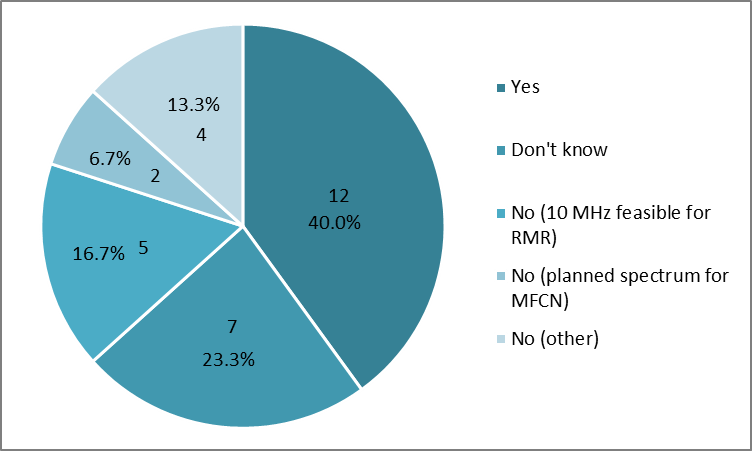 12
40.0%
7
23.3%
16.7% 5
6.7% 2
13.3%
4
Yes
Don't know
No (10 MHz feasible for
RMR)
No (planned spectrum for
MFCN)
No (other)